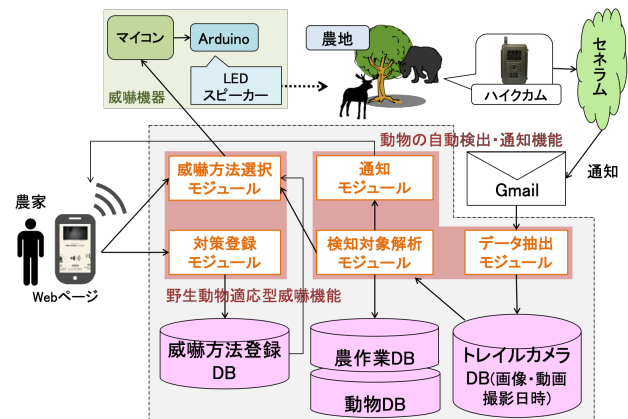 マイコン
Arduino
LED
スピーカー
威嚇機器
農地
ハイクカム
セネラム
動物の自動検出・通知機能
威嚇方法選択
モジュール
通知
モジュール
Gmail
通知
農家
Webページ
対策登録
モジュール
検知対象解析
モジュール
データ抽出
モジュール
野生動物適応型威嚇機能
威嚇方法登録
DB
農作業DB
動物DB
トレイルカメラ
DB(画像・動画
撮影日時)